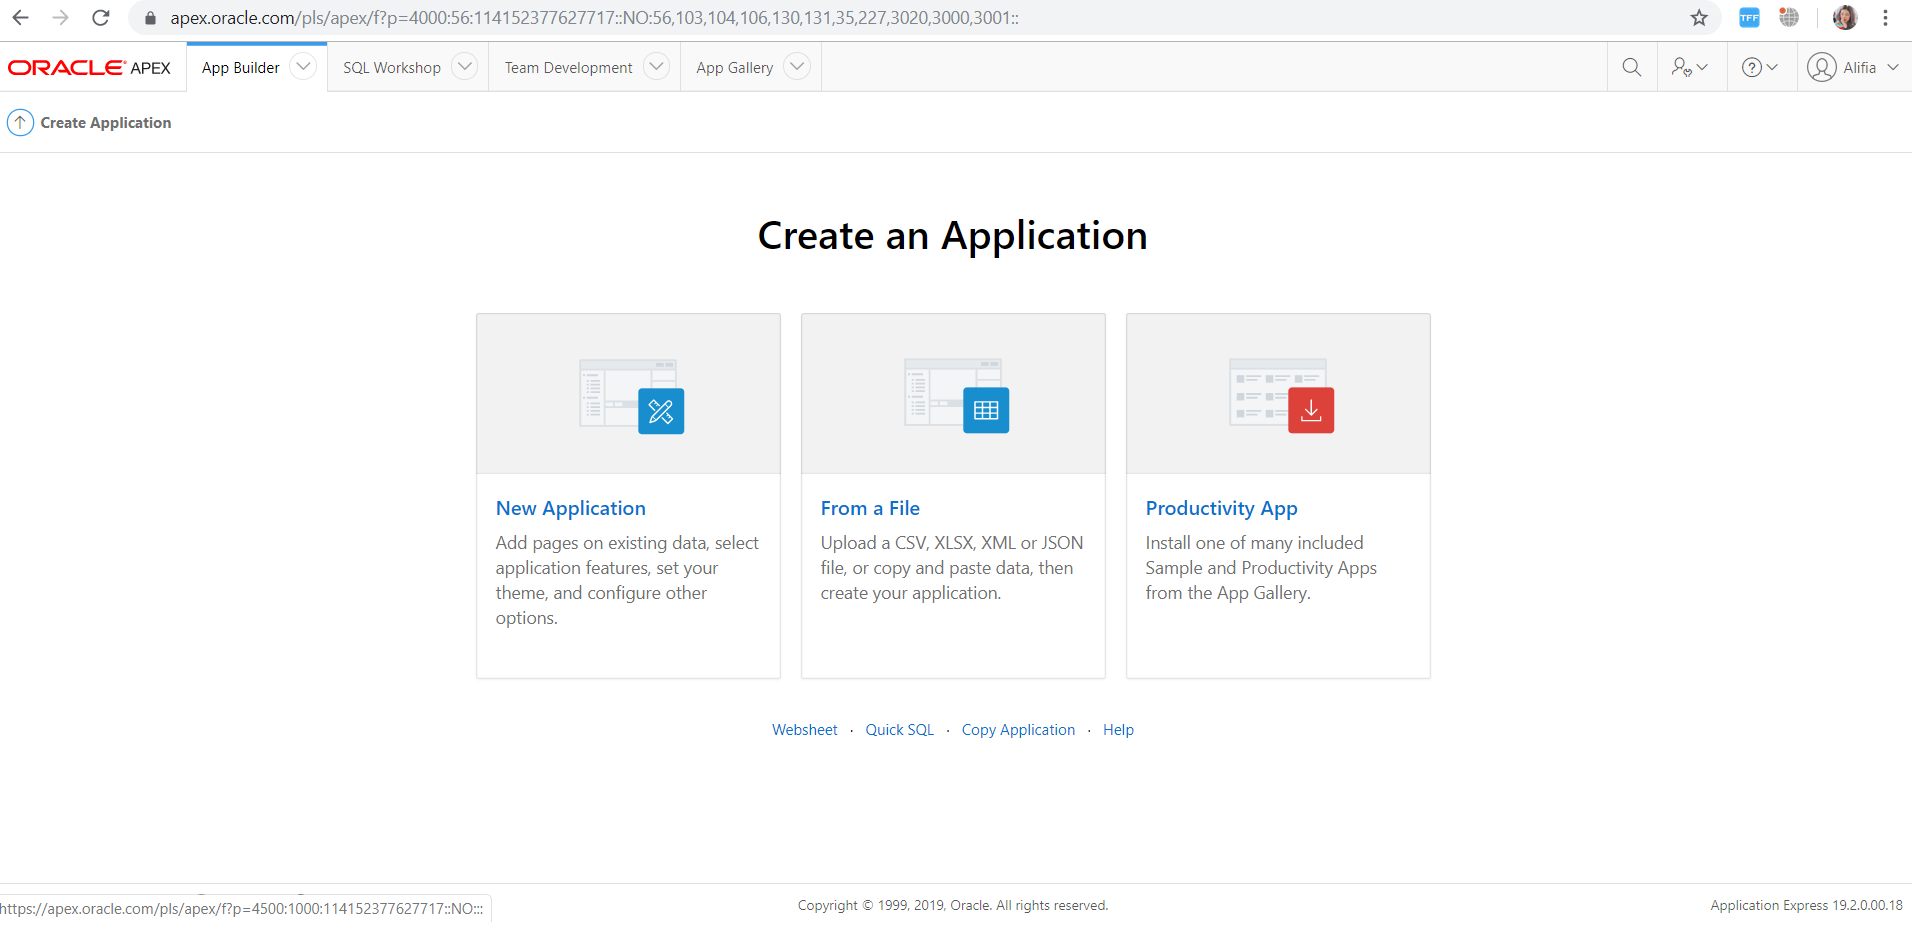 apex.oracle.com/pls/apex/f?p=4000:56:114152377627717::NO:56,103,104,106,130,131,35,227,3020,3000,3001::
TFF
ORACLE APEX App Builder SQL Workshop Team Development App Gallery Alifia
Create Application
Create an Application
New Application
Add pages on existing data, select
application features, set your
theme, and configure other
options.
From a File
Upload a CSV, XLSX, XML or JSON
file, or copy and paste data, then
create your application.
Productivity App
Install one of many included
Sample and Productivity Apps
from the App Gallery.
Websheet · Quick SQL · Copy Application · Help
https://apex.oracle.com/pls/apex/f?p=4500:1000:114152377627717::NO:::
Copyright © 1999, 2019, Oracle. All rights reserved.
Application Express 19.2.0.00.18